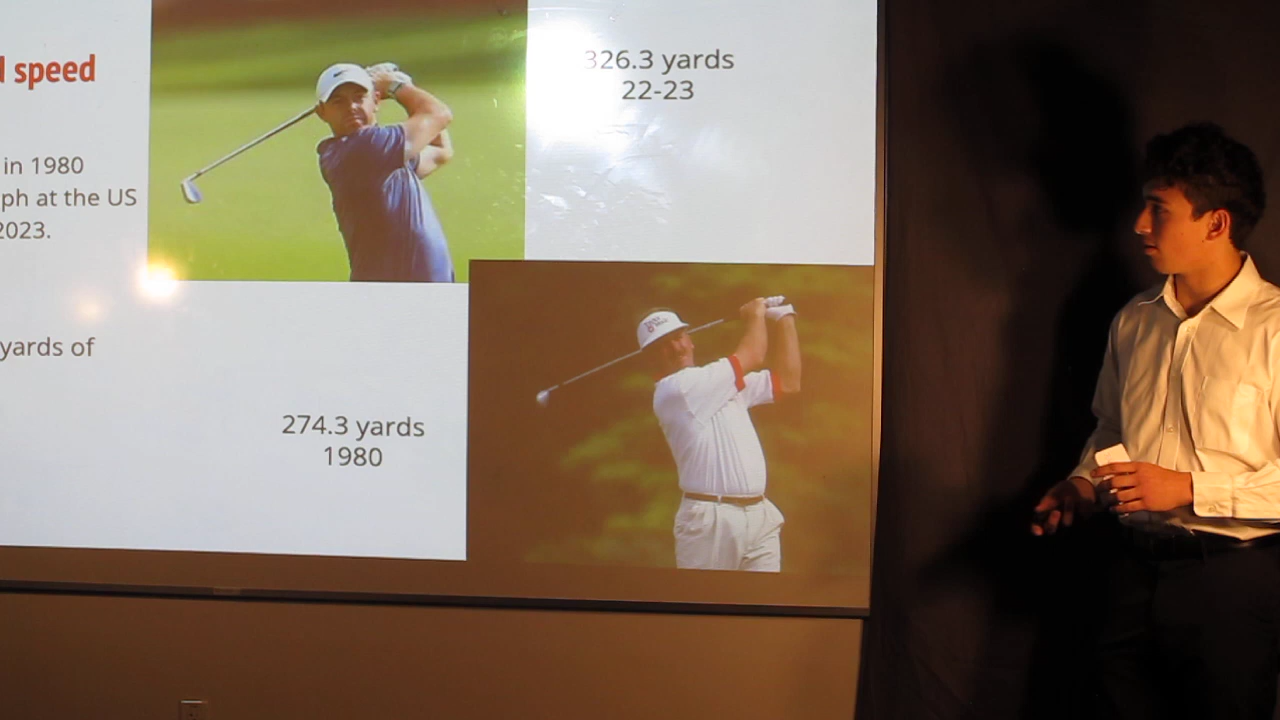 speed
in 1980
ph at the US
2023.
yards of
326.3 yards
22-23
274.3 yards
1980